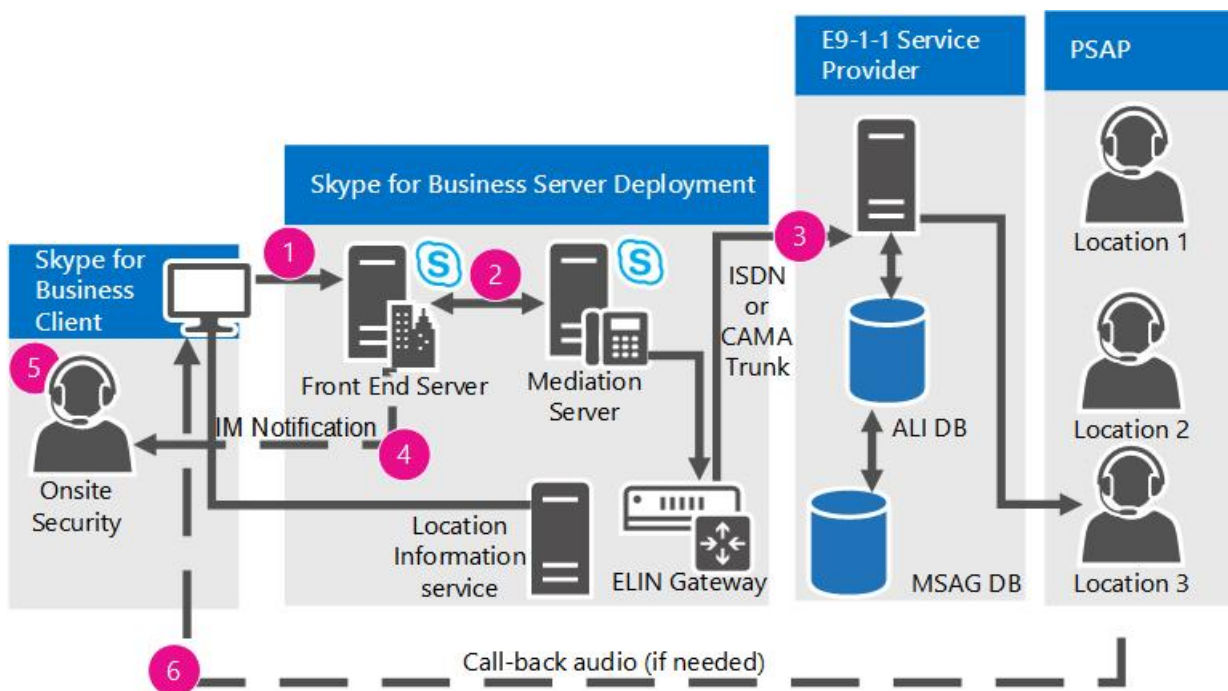 E9-1-1 Service
Provider
PSAP
Skype for Business Server Deployment
Skype for
Business
Client
1
2
3
S
S
Location 1
ISDN
or
CAMA
Trunk
5
Front End Server
Mediation
Server
IM Notification
4
ALI DB
Location 2
Onsite
Security
Location
Information
service
ELIN Gateway
MSAG DB
Location 3
6
Call-back audio (if needed)